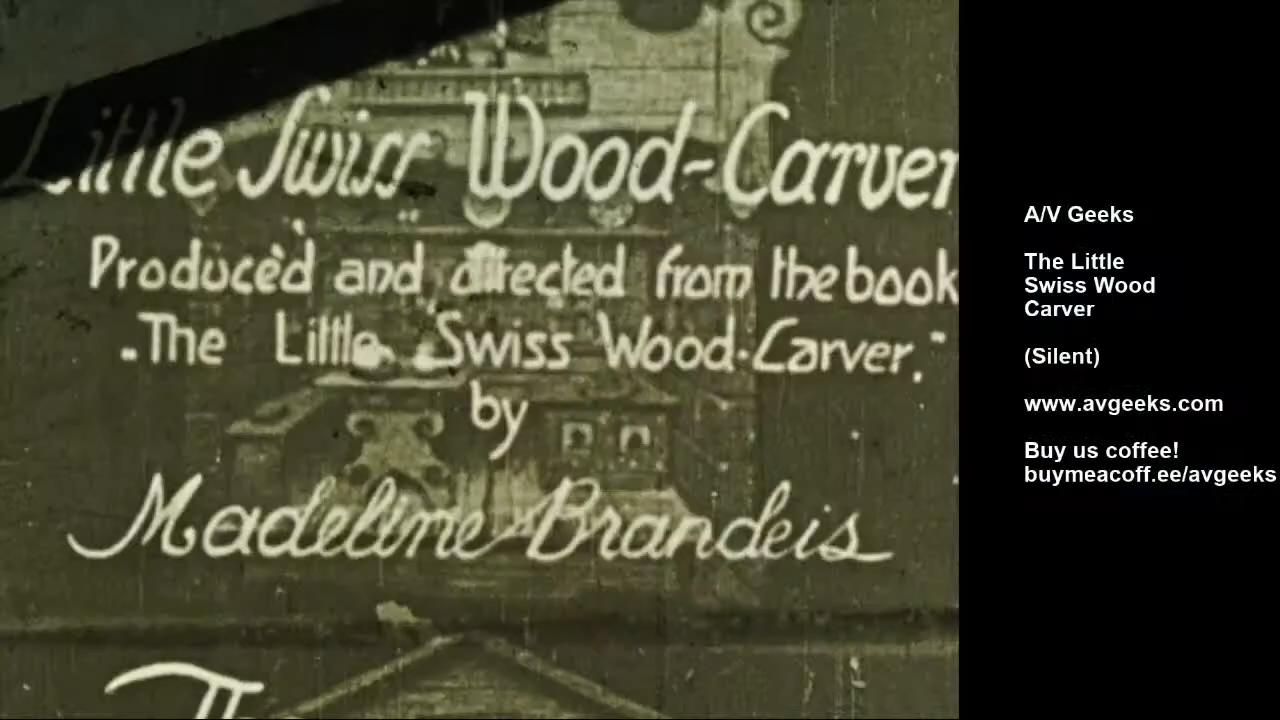 Little Swiss Wood-Carver
Produced and directed from the book
"The Little Swiss Wood-Carver."
by
Madeline Brandeis
Th
A/V Geeks
The Little
Swiss Wood
Carver
(Silent)
www.avgeeks.com
Buy us coffee!
buymeacoff.ee/avgeeks